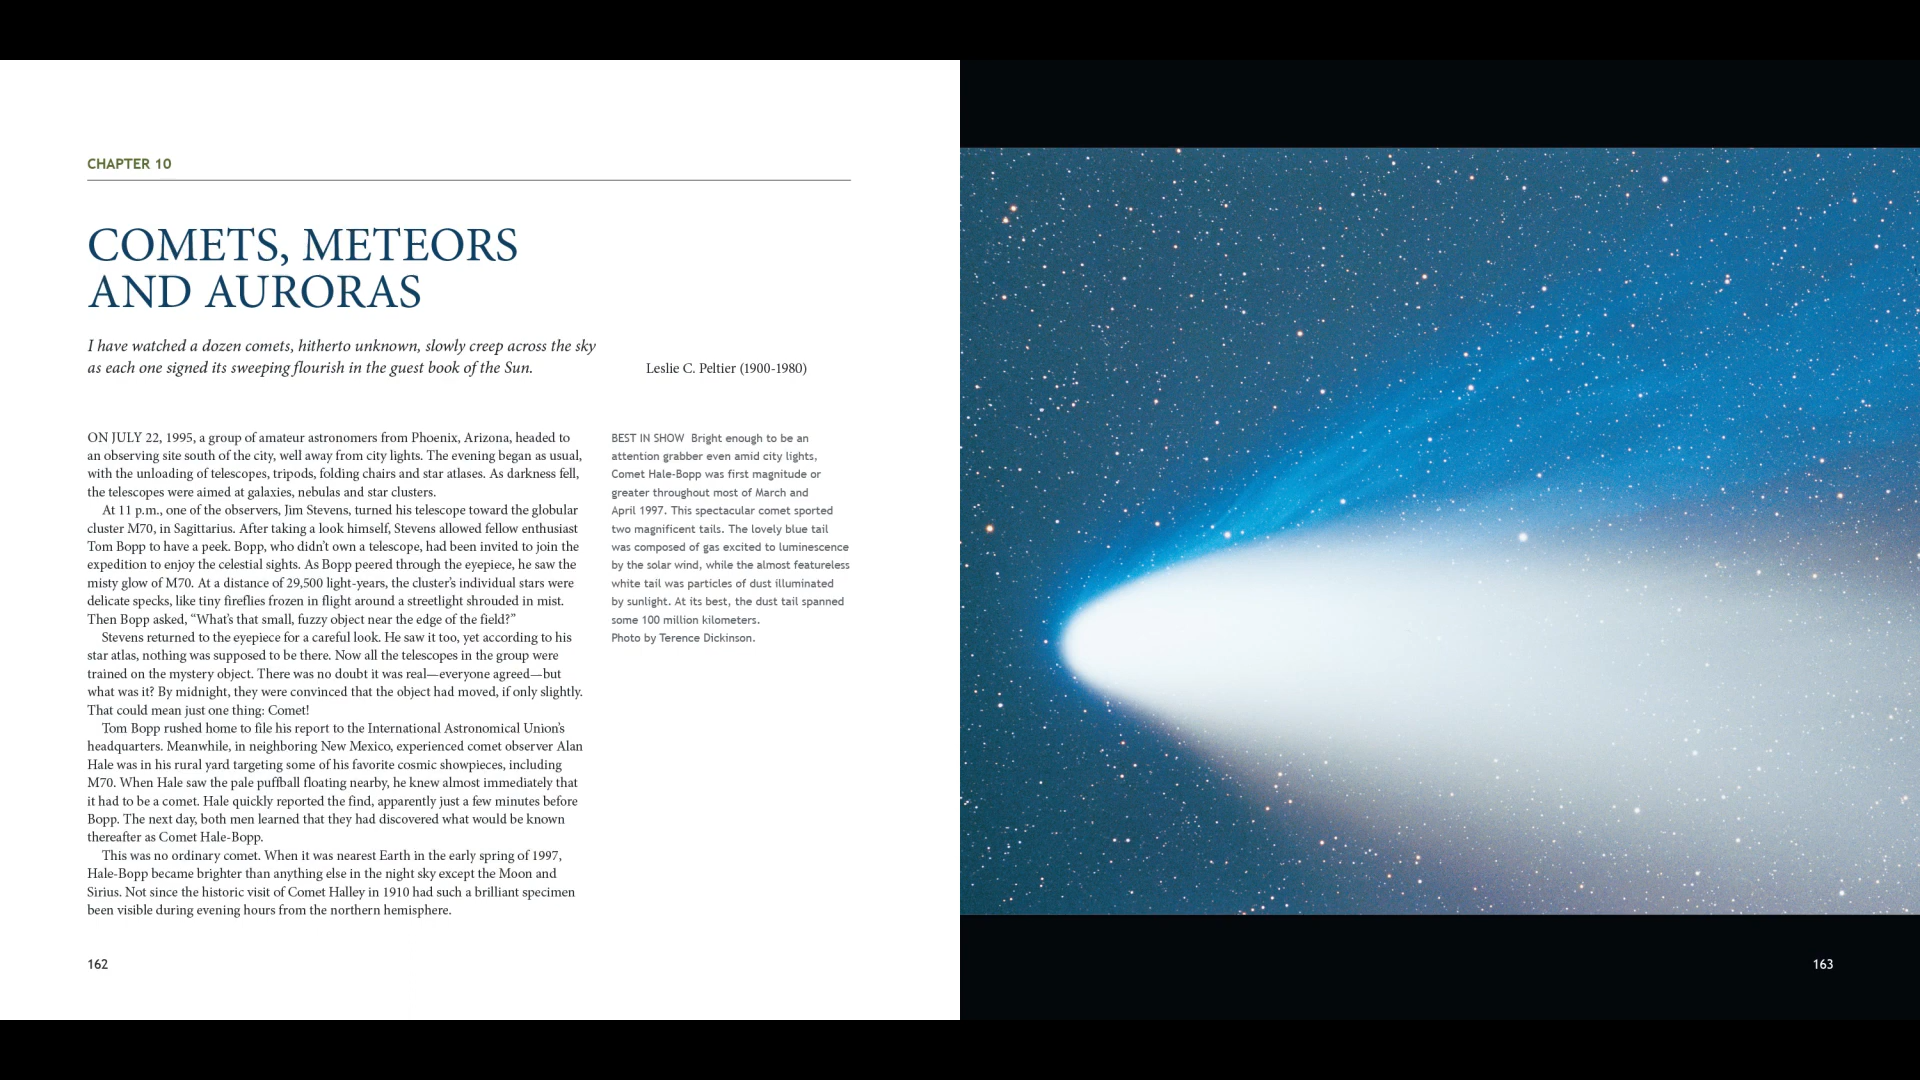 CHAPTER 10
COMETS, METEORS
AND AURORAS
I have watched a dozen comets, hitherto unknown, slowly creep across the sky
as each one signed its sweeping flourish in the guest book of the Sun.
Leslie C. Peltier (1900-1980)
ON JULY 22, 1995, a group of amateur astronomers from Phoenix, Arizona, headed to
an observing site south of the city, well away from city lights. The evening began as usual,
with the unloading of telescopes, tripods, folding chairs and star atlases. As darkness fell,
the telescopes were aimed at galaxies, nebulas and star clusters.
At 11 p.m., one of the observers, Jim Stevens, turned his telescope toward the globular
cluster M70, in Sagittarius. After taking a look himself, Stevens allowed fellow enthusiast
Tom Bopp to have a peek. Bopp, who didn’t own a telescope, had been invited to join the
expedition to enjoy the celestial sights. As Bopp peered through the eyepiece, he saw the
misty glow of M70. At a distance of 29,500 light-years, the cluster’s individual stars were
delicate specks, like tiny fireflies frozen in flight around a streetlight shrouded in mist.
Then Bopp asked, “What’s that small, fuzzy object near the edge of the field?”
Stevens returned to the eyepiece for a careful look. He saw it too, yet according to his
star atlas, nothing was supposed to be there. Now all the telescopes in the group were
trained on the mystery object. There was no doubt it was real—everyone agreed—but
what was it? By midnight, they were convinced that the object had moved, if only slightly.
That could mean just one thing: Comet!
Tom Bopp rushed home to file his report to the International Astronomical Union’s
headquarters. Meanwhile, in neighboring New Mexico, experienced comet observer Alan
Hale was in his rural yard targeting some of his favorite cosmic showpieces, including
M70. When Hale saw the pale puffball floating nearby, he knew almost immediately that
it had to be a comet. Hale quickly reported the find, apparently just a few minutes before
Bopp. The next day, both men learned that they had discovered what would be known
thereafter as Comet Hale-Bopp.
This was no ordinary comet. When it was nearest Earth in the early spring of 1997,
Hale-Bopp became brighter than anything else in the night sky except the Moon and
Sirius. Not since the historic visit of Comet Halley in 1910 had such a brilliant specimen
been visible during evening hours from the northern hemisphere.
BEST IN SHOW Bright enough to be an
attention grabber even amid city lights,
Comet Hale-Bopp was first magnitude or
greater throughout most of March and
April 1997. This spectacular comet sported
two magnificent tails. The lovely blue tail
was composed of gas excited to luminescence
by the solar wind, while the almost featureless
white tail was particles of dust illuminated
by sunlight. At its best, the dust tail spanned
some 100 million kilometers.
Photo by Terence Dickinson.
162
163